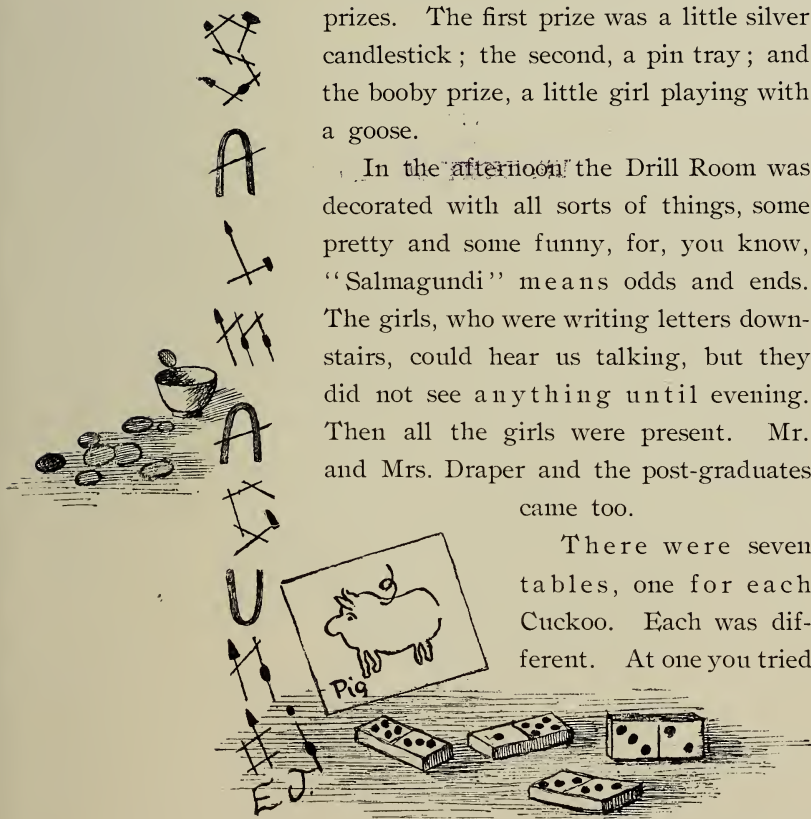 SALMAGUNDi
E.J.
prizes. The first prize was a little silver
candlestick; the second, a pin tray; and
the booby prize, a little girl playing with
a goose.
In the afternoon the Drill Room was
decorated with all sorts of things, some
pretty and some funny, for, you know,
“Salmagundi” means odds and ends.
The girls, who were writing letters down-
stairs, could hear us talking, but they
did not see anything until evening.
Then all the girls were present. Mr.
and Mrs. Draper and the post-graduates
came too.
There were seven
tables, one for each
Cuckoo. Each was dif-
ferent. At one you tried
Pig